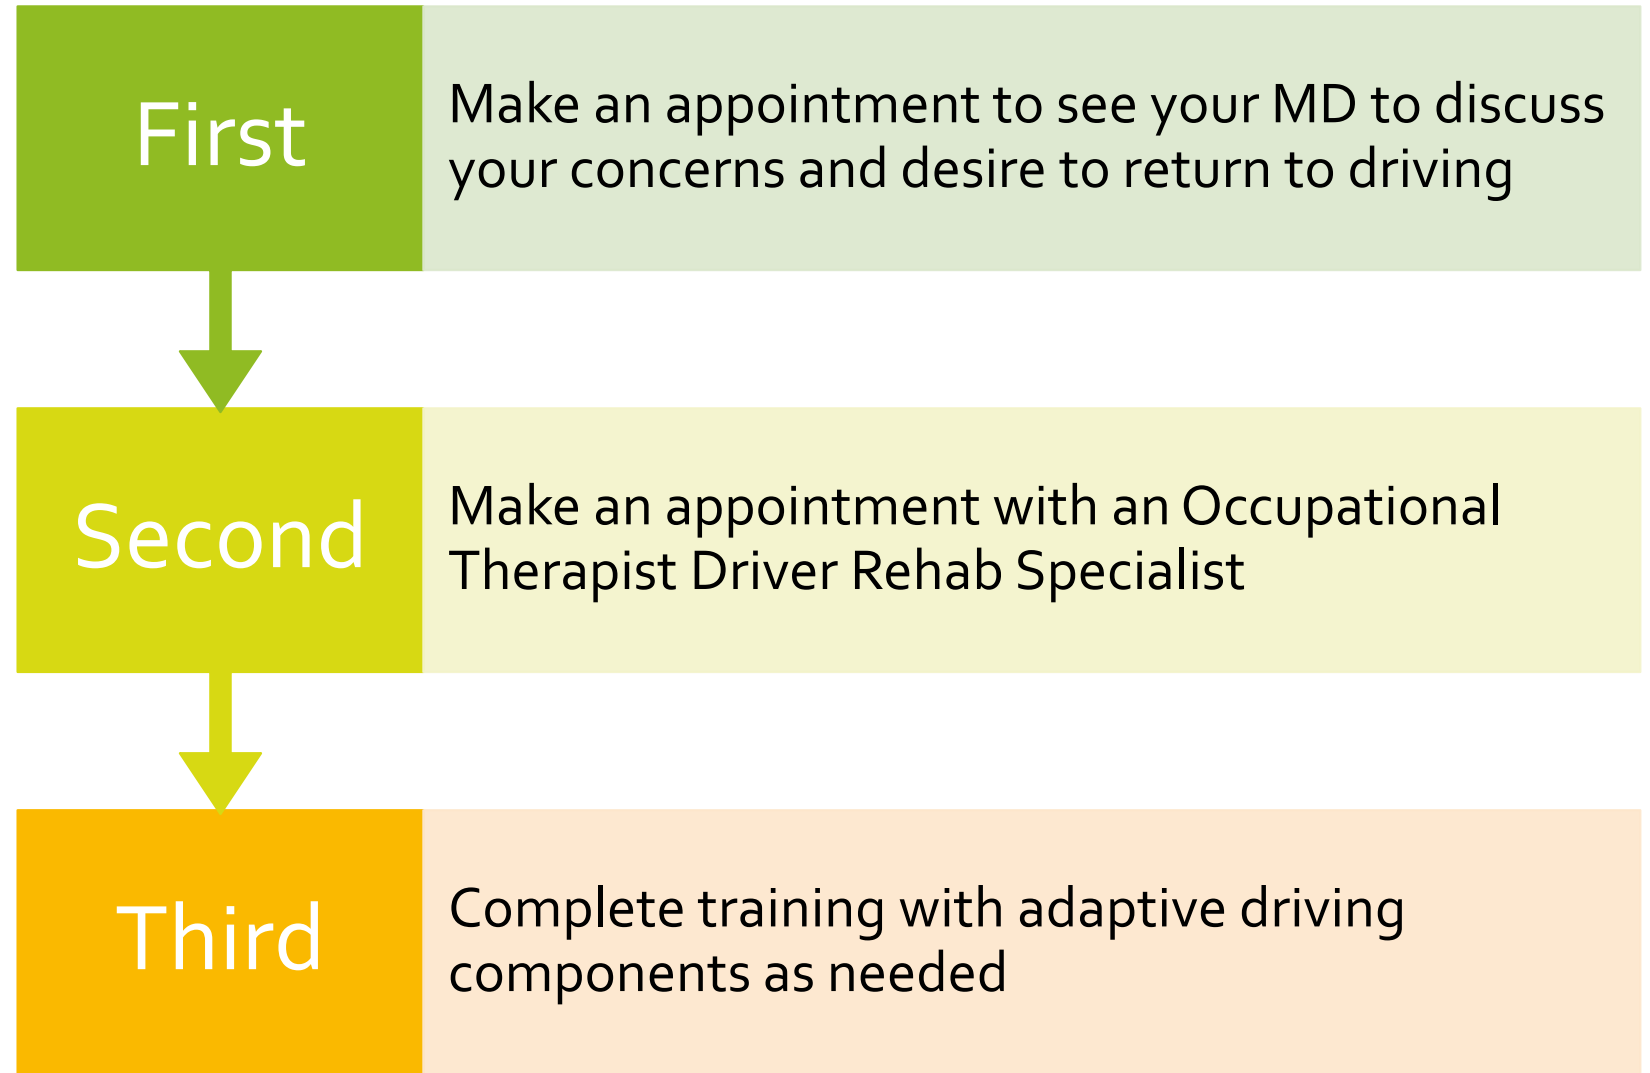 First
Make an appointment to see your MD to discuss
your concerns and desire to return to driving
Second
Make an appointment with an Occupational
Therapist Driver Rehab Specialist
Third
Complete training with adaptive driving
components as needed